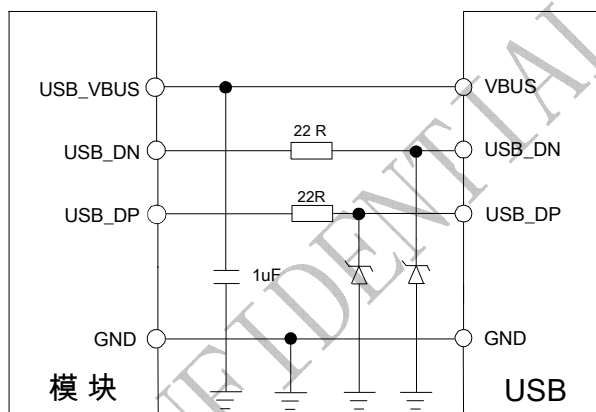 USB_VBUS
VBUS
22 R
USB_DN
USB_DN
22R
USB_DP
USB_DP
1uF
GND
GND
模 块
USB